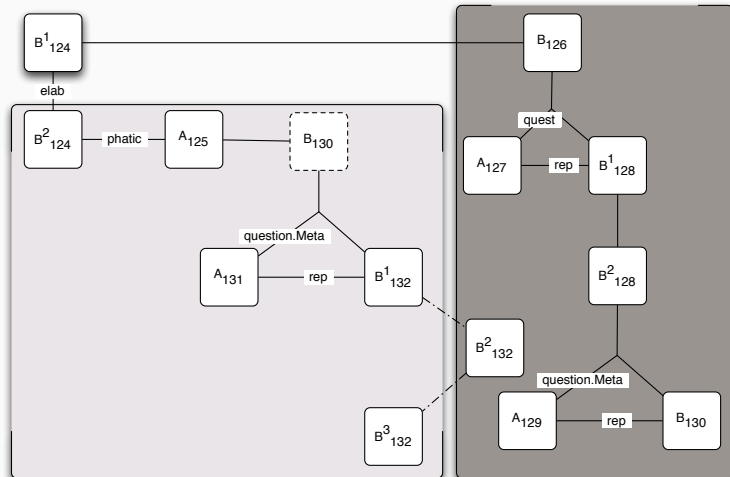 B¹124
B126
elab
B²124
phatic
A125
B130
quest
A127
rep
B¹128
question.Meta
A131
rep
B¹132
B²128
B²132
question.Meta
B³132
A129
rep
B130